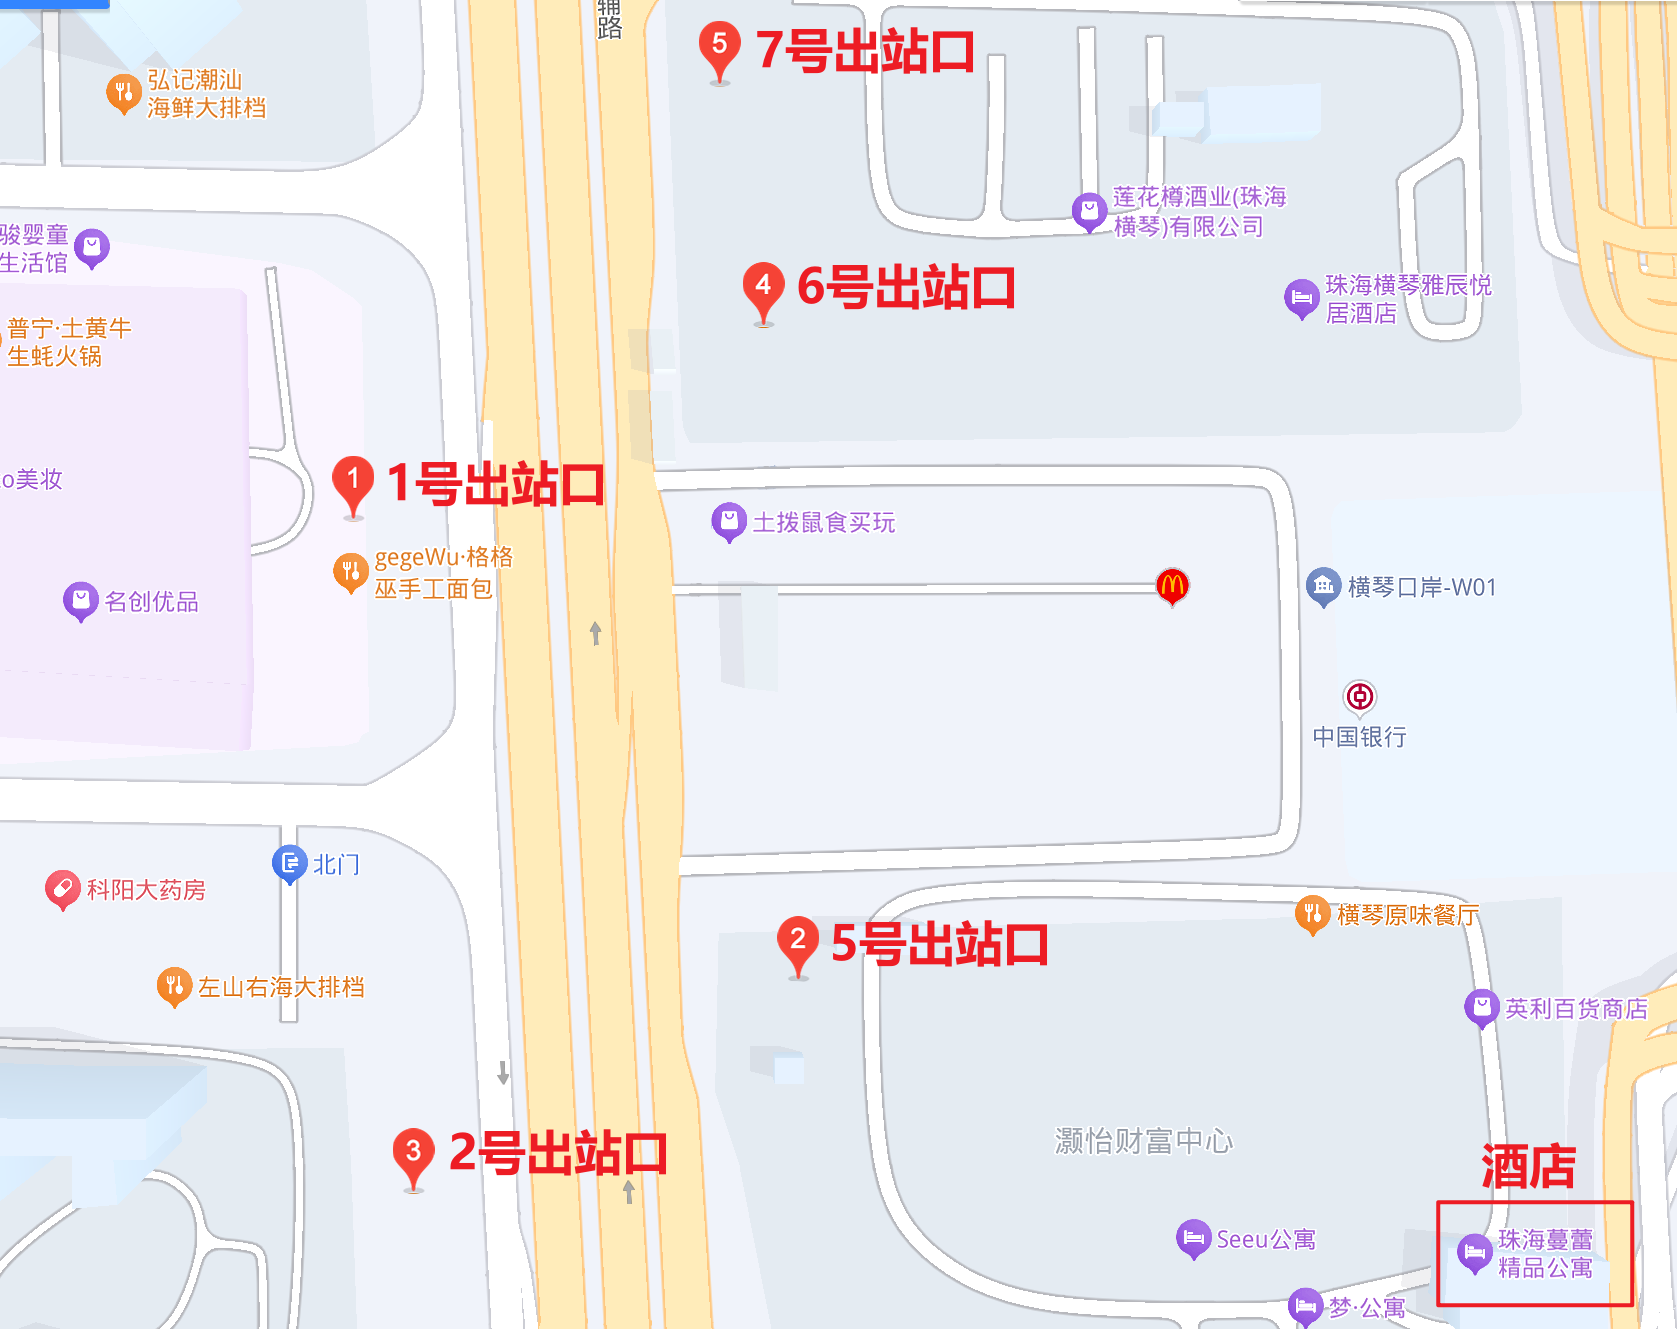 辅
路
5
7号出站口
弘记潮汕
海鲜大排档
莲花樽酒业(珠海
横琴)有限公司
骏婴童
生活馆
4
6号出站口
珠海横琴雅辰悦
居酒店
普宁·土黄牛
生蚝火锅
o美妆
1
1号出站口
土拨鼠食买玩
gegeWu·格格
巫手工面包
名创优品
横琴口岸-W01
中国银行
北门
科阳大药房
2
5号出站口
横琴原味餐厅
左山右海大排档
英利百货商店
3
2号出站口
灏怡财富中心
酒店
Seeu公寓
珠海蔓蕾
精品公寓
梦·公寓